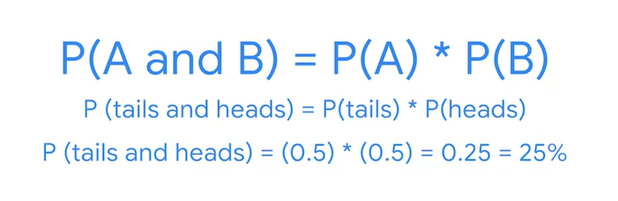 P(A and B) = P(A) * P(B)
P (tails and heads) = P(tails) * P(heads)
P (tails and heads) = (0.5) * (0.5) = 0.25 = 25%